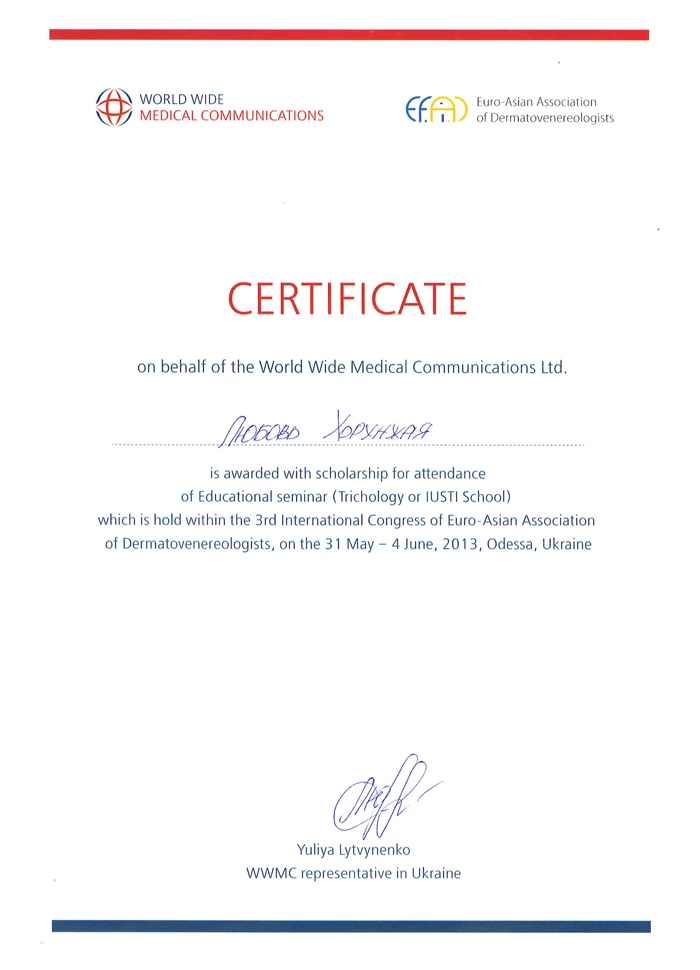 WORLD WIDE
MEDICAL COMMUNICATIONS
EFAD
Euro-Asian Association
of Dermatovenereologists
CERTIFICATE
on behalf of the World Wide Medical Communications Ltd.
Любовь Хорунжая
is awarded with scholarship for attendance
of Educational seminar (Trichology or IUSTI School)
which is hold within the 3rd International Congress of Euro-Asian Association
of Dermatovenereologists, on the 31 May – 4 June, 2013, Odessa, Ukraine
Yuliya Lytvynenko
WWMC representative in Ukraine